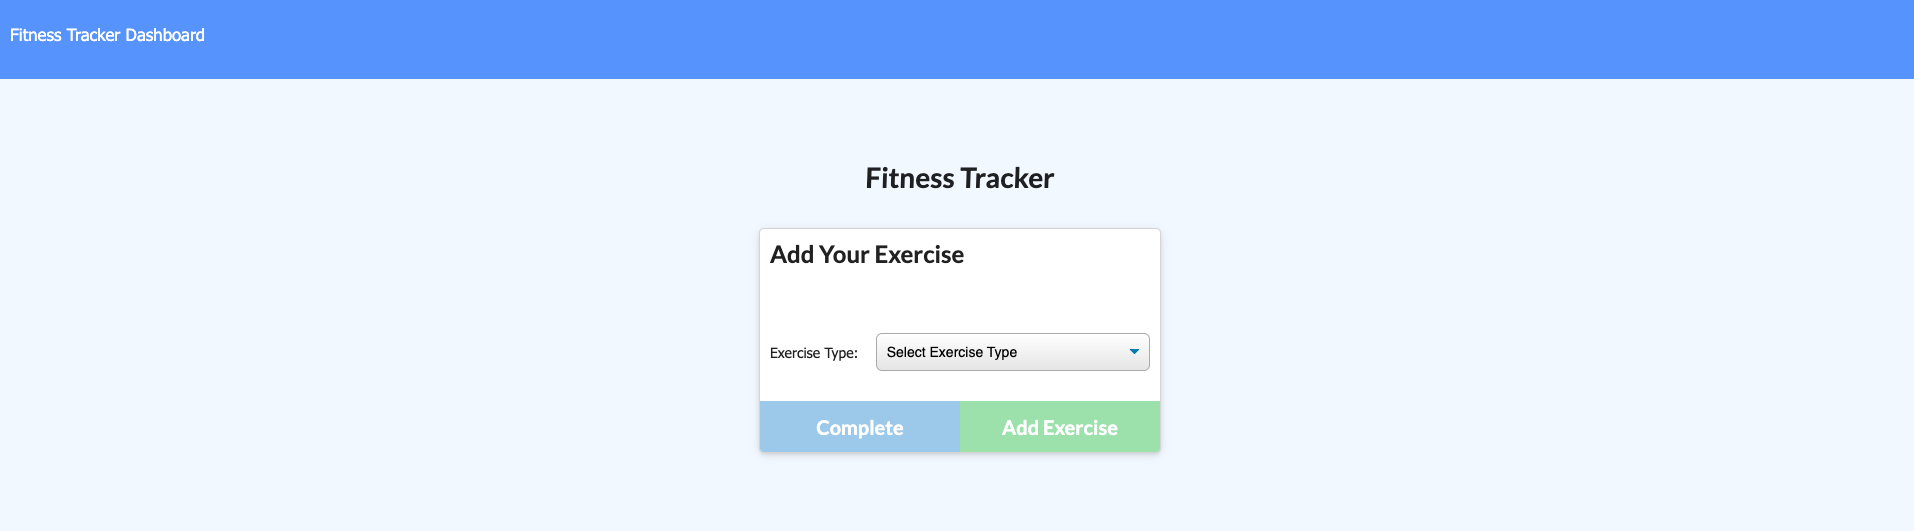 Fitness Tracker Dashboard
Fitness Tracker
Add Your Exercise
Exercise Type: Select Exercise Type
Complete Add Exercise